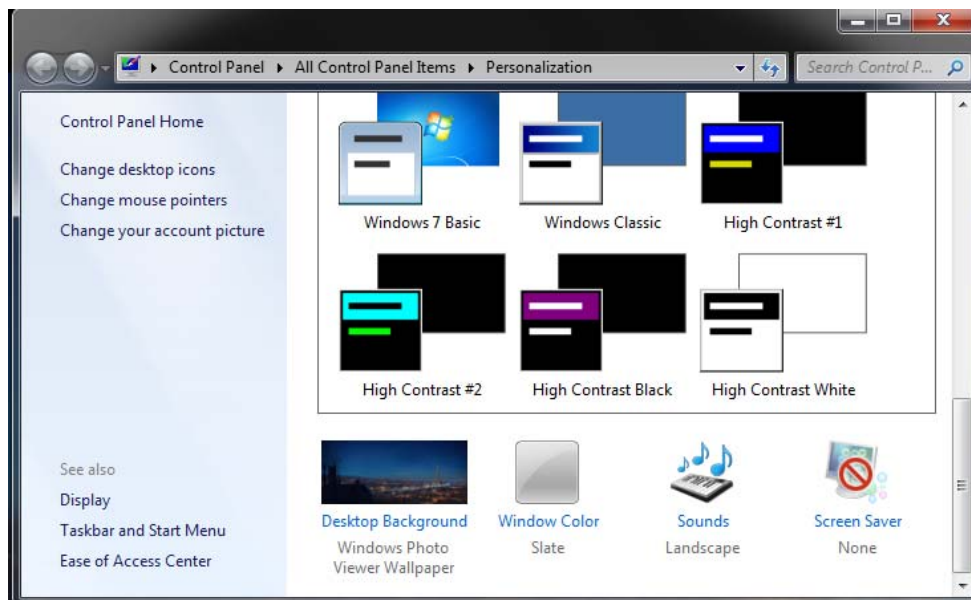 Control Panel All Control Panel Items Personalization Search Control P...
Control Panel Home
Change desktop icons
Change mouse pointers
Change your account picture
See also
Display
Taskbar and Start Menu
Ease of Access Center
Windows 7 Basic Windows Classic High Contrast #1
High Contrast #2 High Contrast Black High Contrast White
Desktop Background Window Color Sounds Screen Saver
Windows Photo Slate Landscape None
Viewer Wallpaper